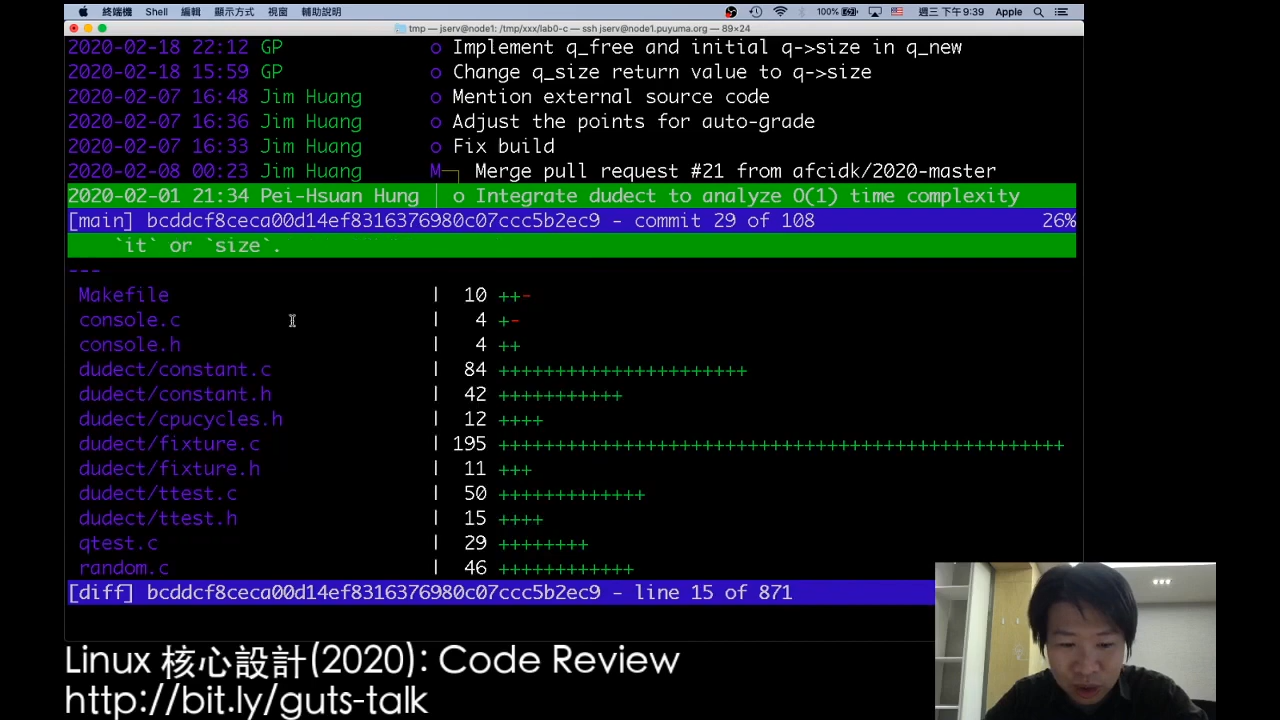 終端機 Shell 編輯 顯示方式 視窗 輔助說明 100% 週三 下午 9:39 Apple
tmp — jserv@node1: /tmp/xxx/lab0-c — ssh jserv@node1.puyuma.org — 89×24
2020-02-18 22:12 GP o Implement q_free and initial q->size in q_new
2020-02-18 15:59 GP o Change q_size return value to q->size
2020-02-07 16:48 Jim Huang o Mention external source code
2020-02-07 16:36 Jim Huang o Adjust the points for auto-grade
2020-02-07 16:33 Jim Huang o Fix build
2020-02-08 00:23 Jim Huang M─┐ Merge pull request #21 from afcidk/2020-master
2020-02-01 21:34 Pei-Hsuan Hung │ o Integrate dudect to analyze O(1) time complexity
[main] bcddcf8ceca00d14ef8316376980c07ccc5b2ec9 - commit 29 of 108 26%
`it` or `size`.
---
Makefile | 10 ++-
console.c | 4 +-
console.h | 4 ++
dudect/constant.c | 84 ++++++++++++++++++++++
dudect/constant.h | 42 +++++++++++
dudect/cpucycles.h | 12 ++++
dudect/fixture.c | 195 ++++++++++++++++++++++++++++++++++++++++++++++++++
dudect/fixture.h | 11 +++
dudect/ttest.c | 50 +++++++++++++
dudect/ttest.h | 15 ++++
qtest.c | 29 ++++++++
random.c | 46 ++++++++++++
[diff] bcddcf8ceca00d14ef8316376980c07ccc5b2ec9 - line 15 of 871
Linux 核心設計(2020): Code Review
http://bit.ly/guts-talk